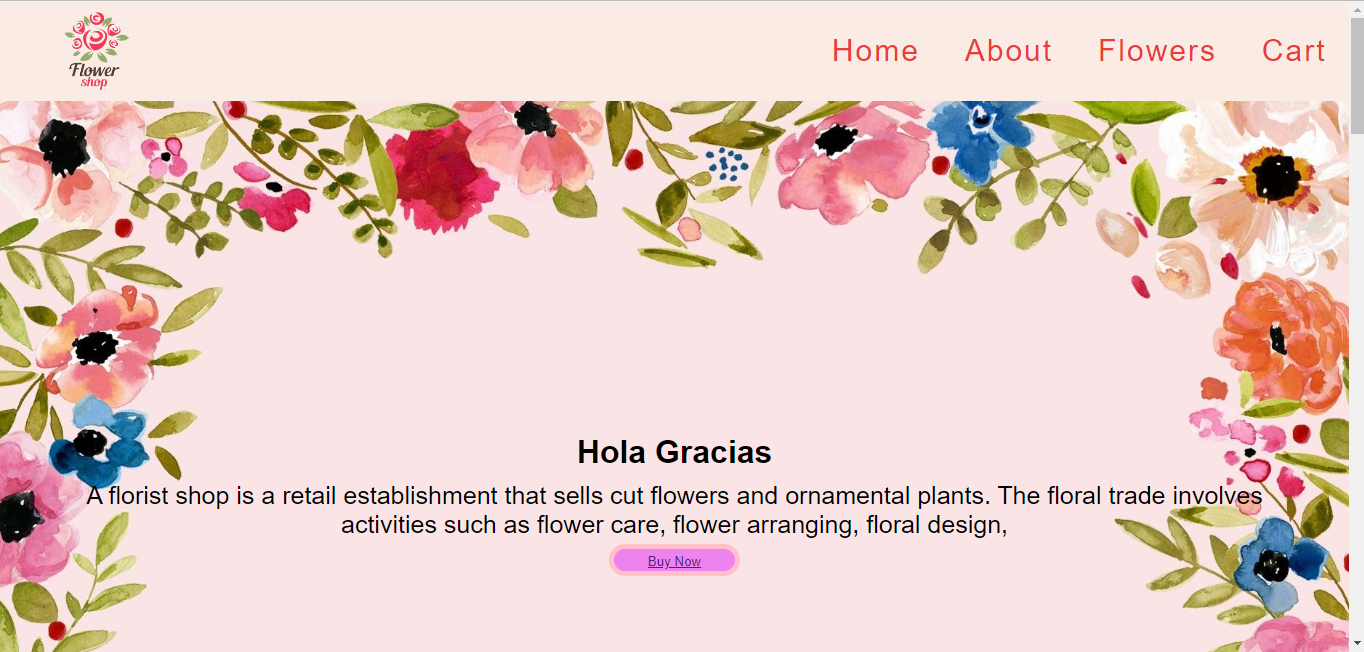 Flower
shop
Home About Flowers Cart
Hola Gracias
A florist shop is a retail establishment that sells cut flowers and ornamental plants. The floral trade involves
activities such as flower care, flower arranging, floral design,
Buy Now